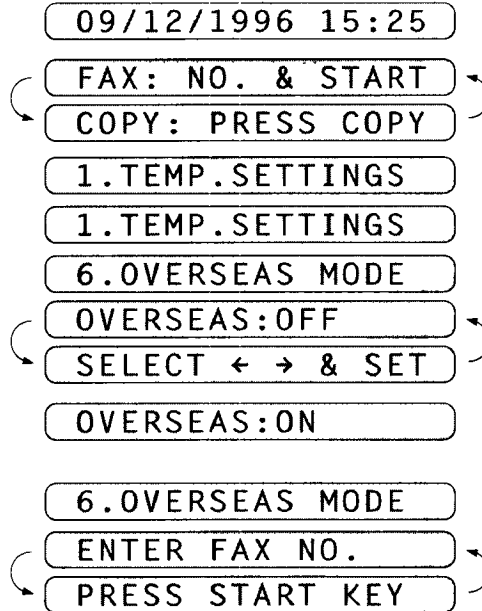 09/12/1996 15:25
FAX: NO. & START
COPY: PRESS COPY
1.TEMP.SETTINGS
1.TEMP.SETTINGS
6.OVERSEAS MODE
OVERSEAS:OFF
SELECT ← → & SET
OVERSEAS:ON
6.OVERSEAS MODE
ENTER FAX NO.
PRESS START KEY